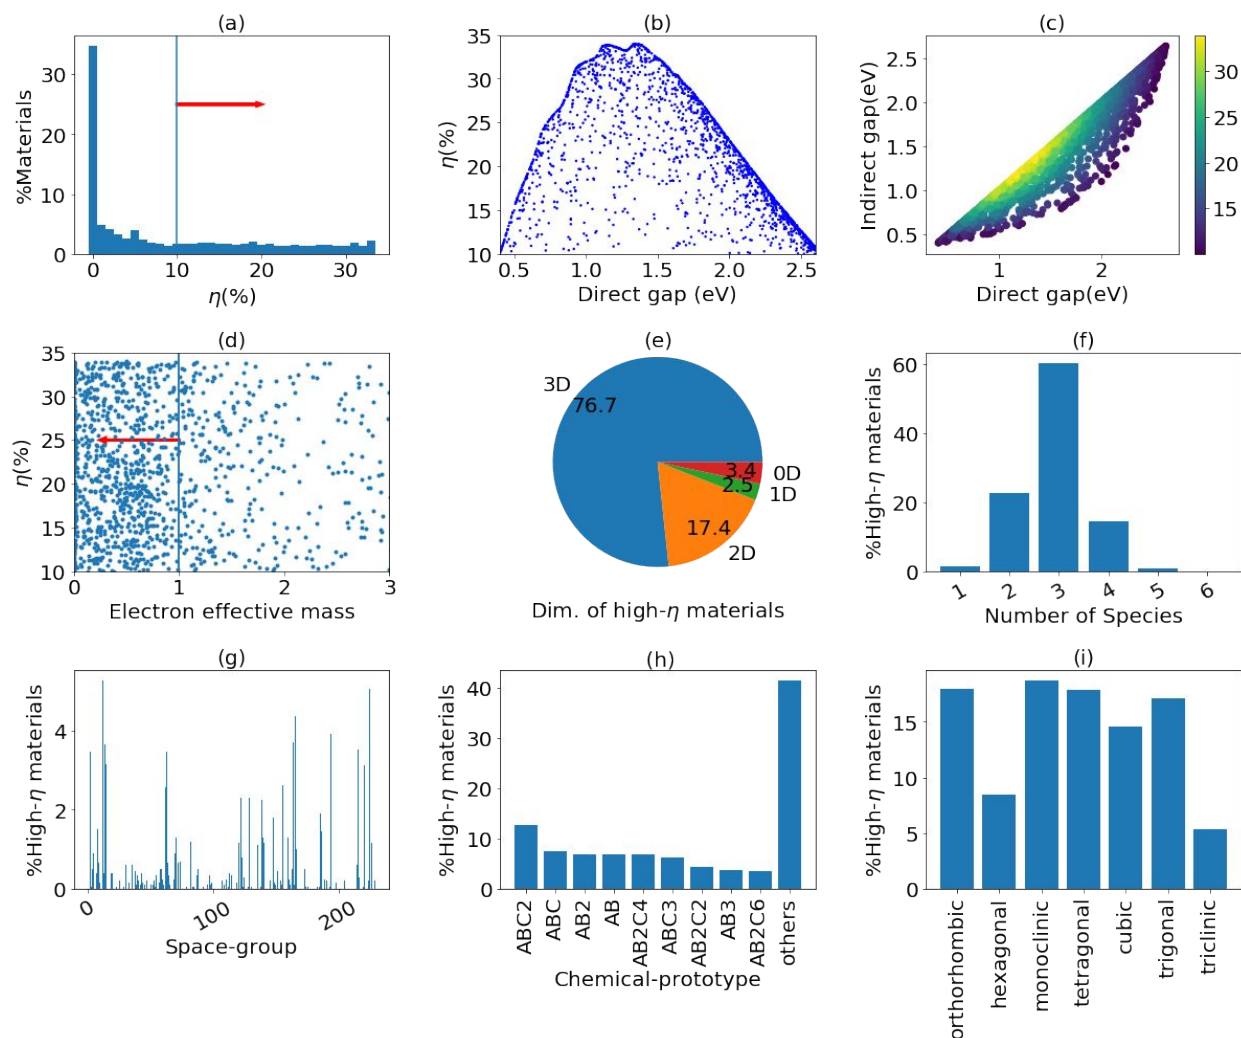 (a)
%Materials
30
20
10
0
0 10 20 30
η(%)
(b)
η(%)
35
30
25
20
15
10
0.5 1.0 1.5 2.0 2.5
Direct gap (eV)
(c)
Indirect gap(eV)
2.5
2.0
1.5
1.0
0.5
1 2
Direct gap(eV)
30
25
20
15
(d)
η(%)
35
30
25
20
15
10
0 1 2 3
Electron effective mass
(e)
3D
76.7
3.4
0D
2.5
1D
17.4
2D
Dim. of high-η materials
(f)
%High-η materials
60
40
20
0
1 2 3 4 5 6
Number of Species
(g)
%High-η materials
4
2
0
0 100 200
Space-group
(h)
%High-η materials
40
30
20
10
0
ABC2
ABC
AB2
AB
AB2C4
ABC3
AB2C2
AB3
AB2C6
others
Chemical-prototype
(i)
%High-η materials
15
10
5
0
orthorhombic
hexagonal
monoclinic
tetragonal
cubic
trigonal
triclinic